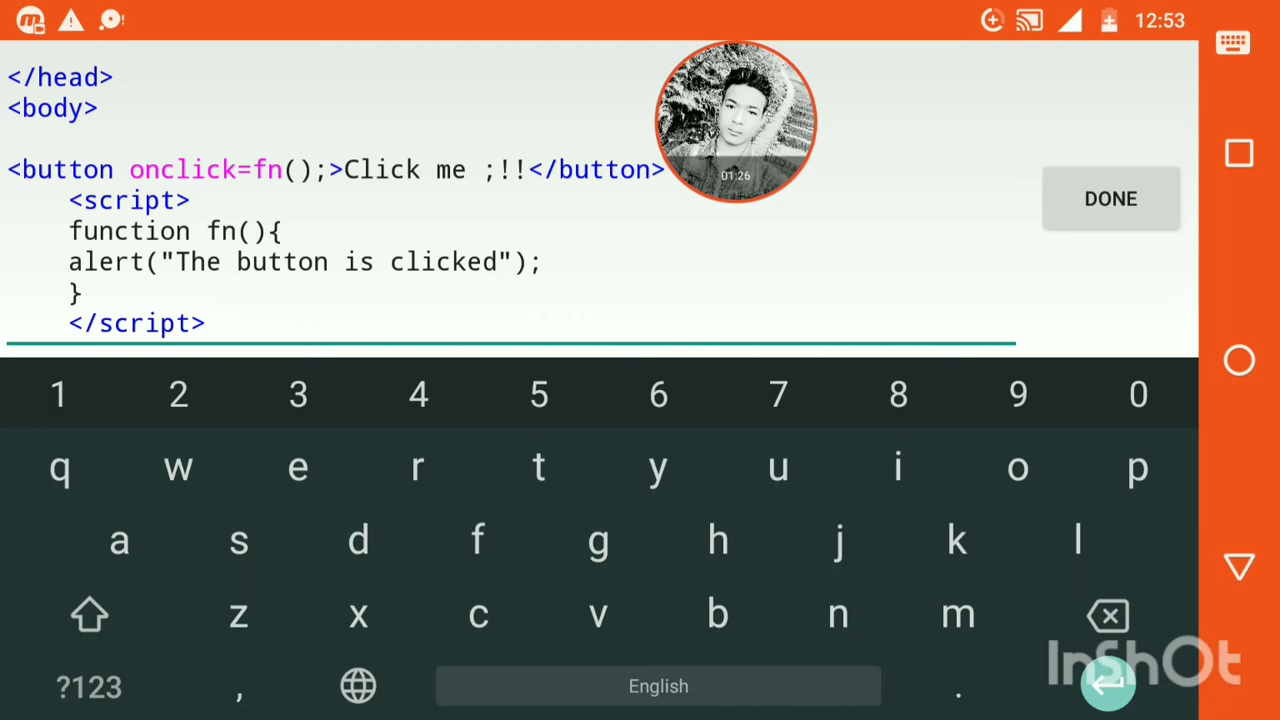 12:53
</head>
<body>
<button onclick=fn();>Click me ;!!</button>
01:26
<script>
DONE
function fn(){
alert("The button is clicked");
}
</script>
1 2 3 4 5 6 7 8 9 0
q w e r t y u i o p
a s d f g h j k l
z x c v b n m
?123 , English .
InShOt